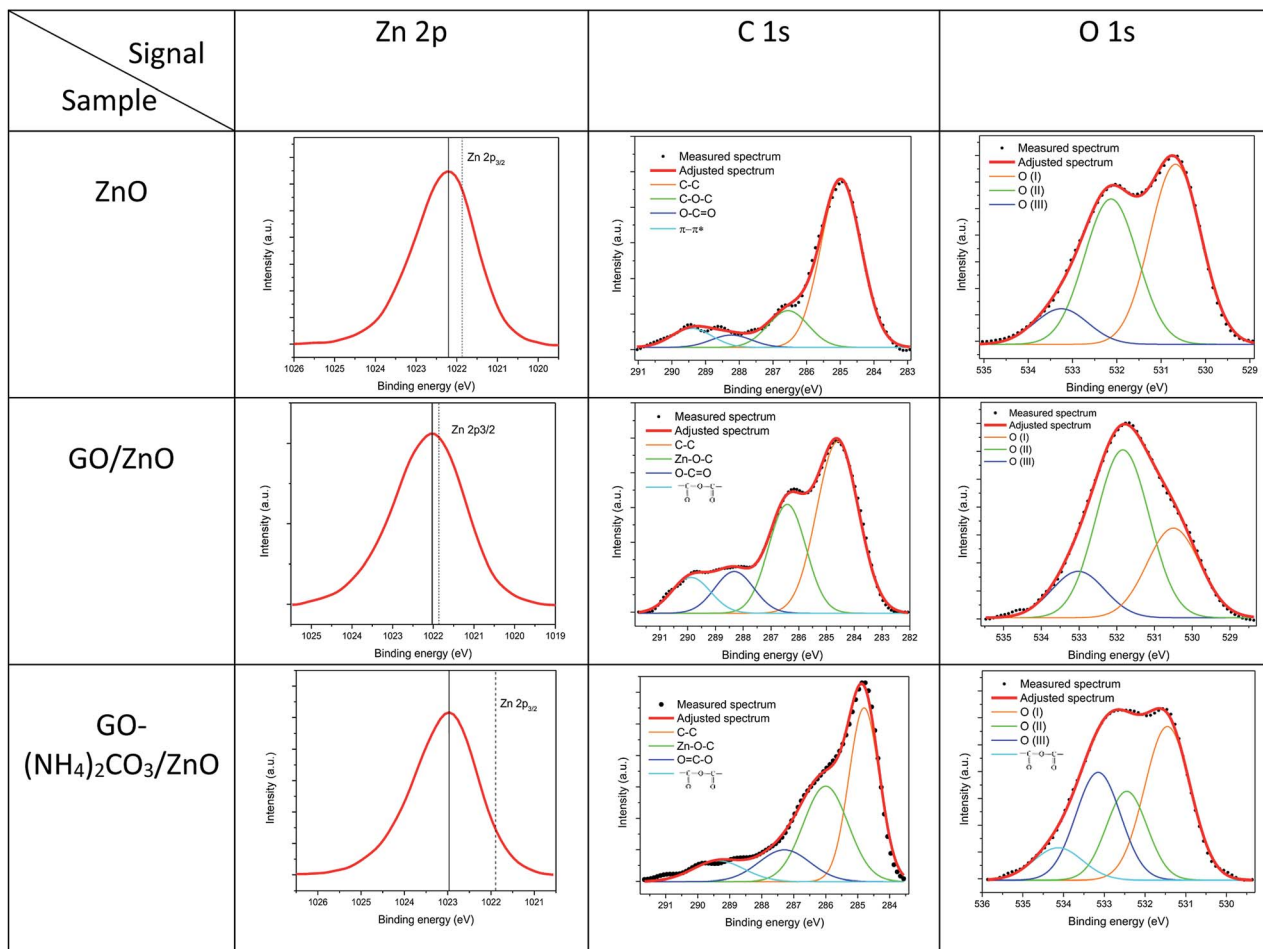 Signal
Sample
Zn 2p
C 1s
O 1s
ZnO
Zn 2p3/2
Intensity (a.u.)
1026 1025 1024 1023 1022 1021 1020
Binding energy (eV)
Measured spectrum
Adjusted spectrum
C-C
C-O-C
O-C=O
π-π*
Intensity (a.u.)
291 290 289 288 287 286 285 284 283
Binding energy(eV)
Measured spectrum
Adjusted spectrum
O (I)
O (II)
O (III)
Intensity (a.u.)
535 534 533 532 531 530 529
Binding energy (eV)
GO/ZnO
Zn 2p3/2
Intensity (a.u.)
1025 1024 1023 1022 1021 1020 1019
Binding energy (eV)
Measured spectrum
Adjusted spectrum
C-C
Zn-O-C
O-C=O
—C—O—C—
O O
Intensity (a.u.)
291 290 289 288 287 286 285 284 283 282
Binding energy (eV)
Measured spectrum
Adjusted spectrum
O (I)
O (II)
O (III)
Intensity (a.u.)
535 534 533 532 531 530 529
Binding energy (eV)
GO-
(NH4)2CO3/ZnO
Zn 2p3/2
Intensity (a.u.)
1026 1025 1024 1023 1022 1021
Binding energy (eV)
Measured spectrum
Adjusted spectrum
C-C
Zn-O-C
O=C-O
—C—O—C—
O O
Intensity (a.u.)
291 290 289 288 287 286 285 284
Binding energy (eV)
Measured spectrum
Adjusted spectrum
O (I)
O (II)
O (III)
—C—O—C—
O O
Intensity (a.u.)
536 535 534 533 532 531 530
Binding energy (eV)